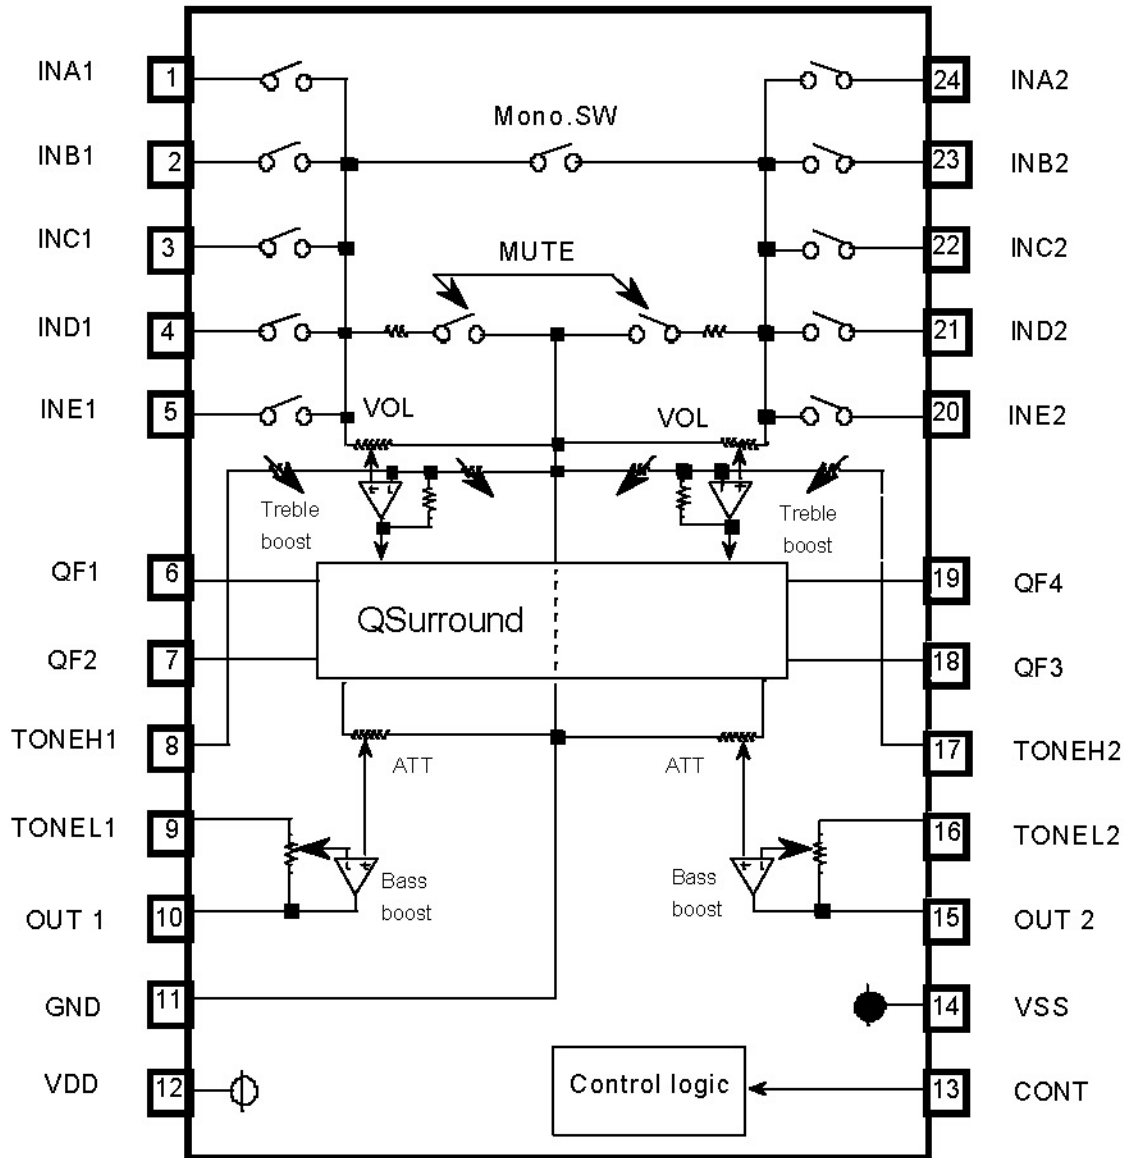 INA1 1 24 INA2
Mono.SW
INB1 2 23 INB2
INC1 3 22 INC2
MUTE
IND1 4 21 IND2
INE1 5 20 INE2
VOL VOL
Treble
boost
Treble
boost
QF1 6 19 QF4
QSurround
QF2 7 18 QF3
TONEH1 8 17 TONEH2
ATT ATT
TONEL1 9 16 TONEL2
Bass
boost
Bass
boost
OUT 1 10 15 OUT 2
GND 11 14 VSS
VDD 12 13 CONT
Control logic